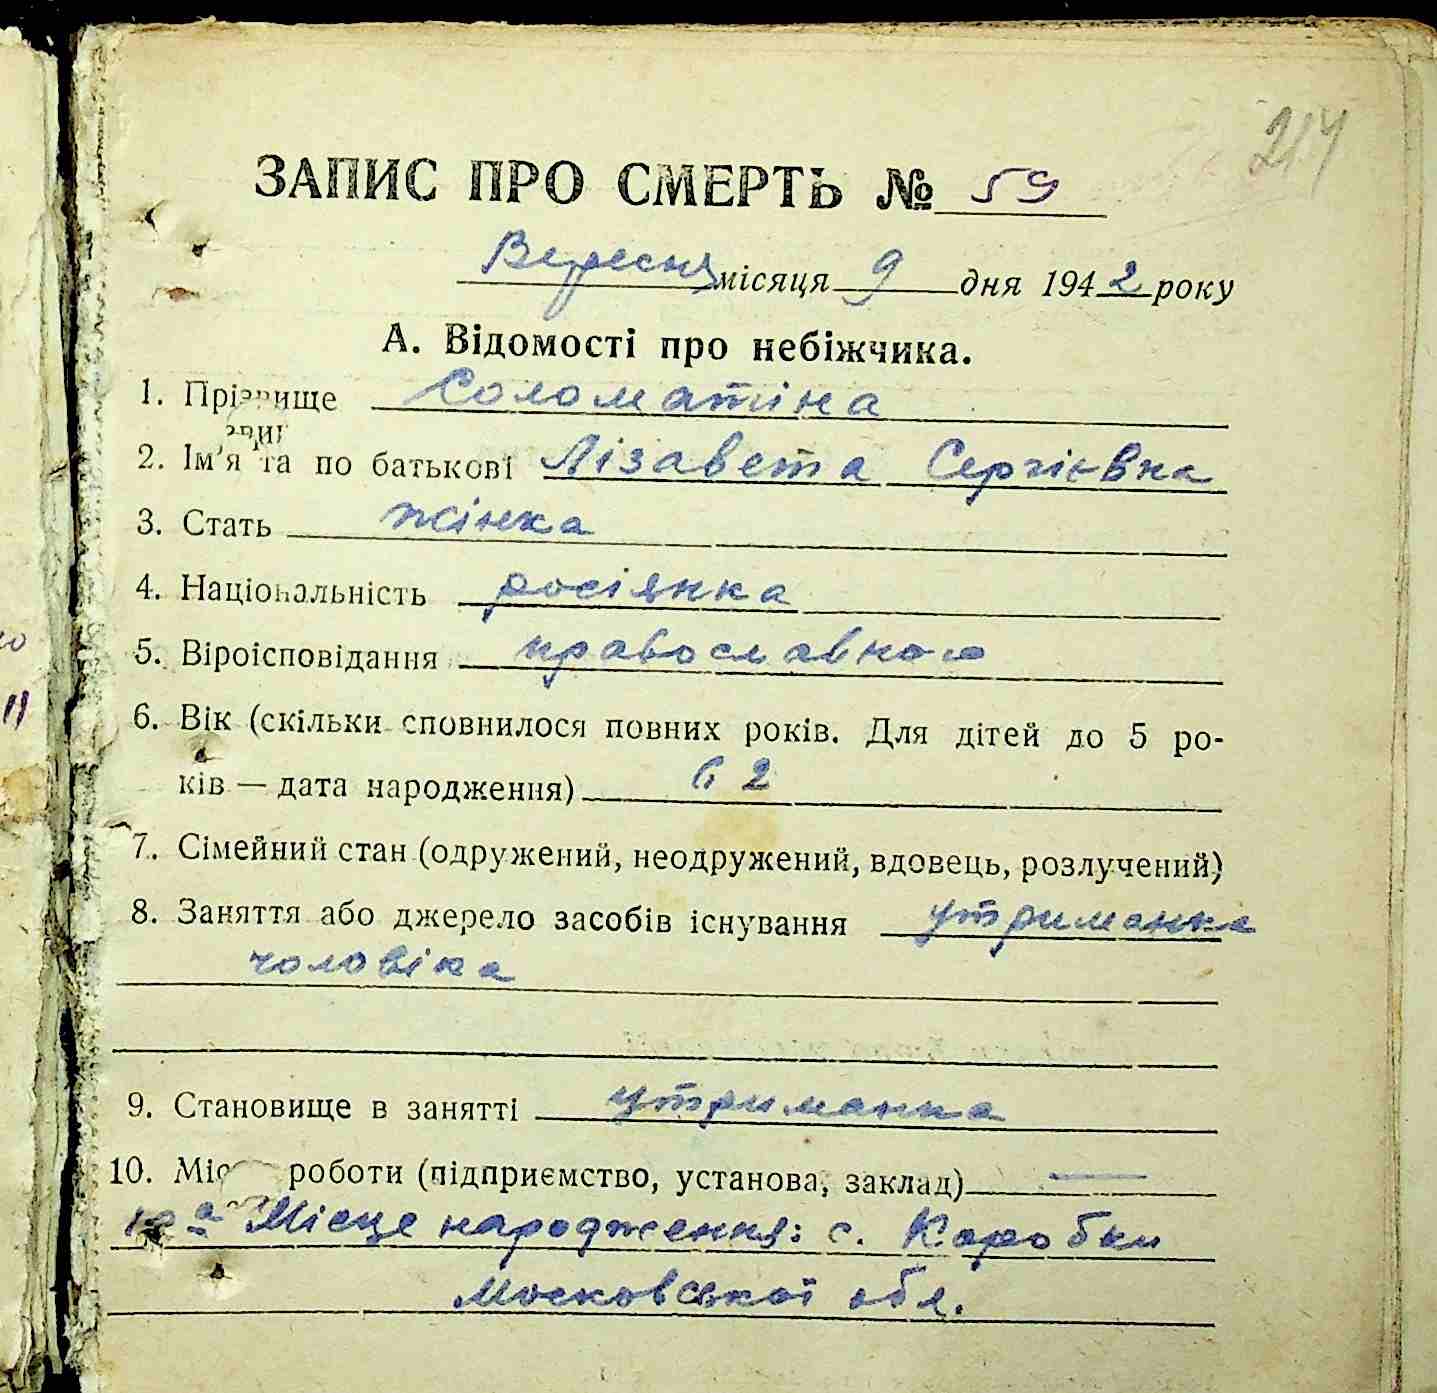 214
ЗАПИС ПРО СМЕРТЬ № 59
Вересня місяця 9 дня 1942 року
А. Відомості про небіжчика.
1. Прізвище Соломатіна
2. Ім'я та по батькові Лізавета Сергієвна
3. Стать жінка
4. Національність росіянка
5. Віроісповідання православного
6. Вік (скільки сповнилося повних років. Для дітей до 5 ро-
ків — дата народження) 62
7. Сімейний стан (одружений, неодружений, вдовець, розлучений)
8. Заняття або джерело засобів існування утриманка
чоловіка
9. Становище в занятті утриманка
10. Міс роботи (підприємство, установа, заклад) —
10а Місце народження: с. Коробки
Московської обл.